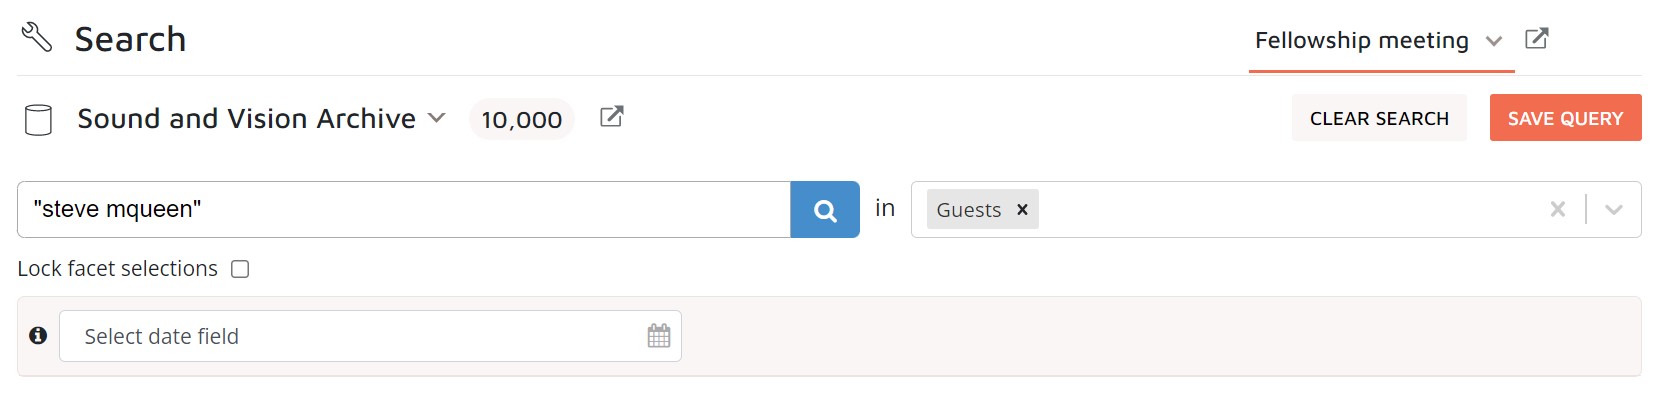 Search
Fellowship meeting
Sound and Vision Archive 10,000
CLEAR SEARCH
SAVE QUERY
"steve mqueen"
in
Guests
Lock facet selections
Select date field